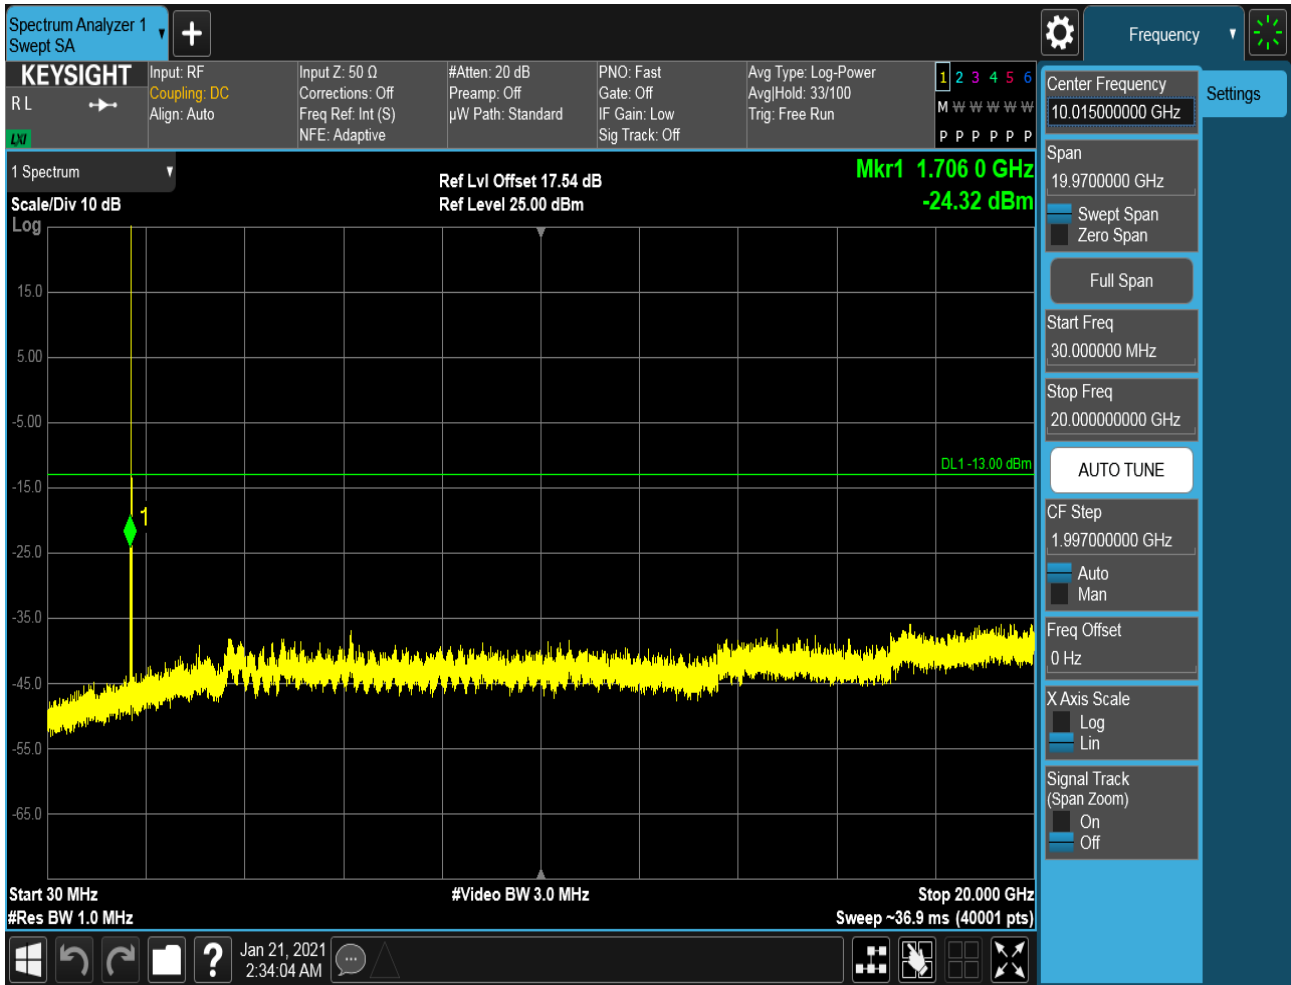 Spectrum Analyzer 1
Swept SA
Frequency
KEYSIGHT
R L
LXI
Input: RF
Coupling: DC
Align: Auto
Input Z: 50 Ω
Corrections: Off
Freq Ref: Int (S)
NFE: Adaptive
#Atten: 20 dB
Preamp: Off
µW Path: Standard
PNO: Fast
Gate: Off
IF Gain: Low
Sig Track: Off
Avg Type: Log-Power
Avg|Hold: 33/100
Trig: Free Run
1 2 3 4 5 6
M W W W W W
P P P P P P
1 Spectrum
Scale/Div 10 dB
Log
Ref Lvl Offset 17.54 dB
Ref Level 25.00 dBm
Mkr1 1.706 0 GHz
-24.32 dBm
15.0
5.00
-5.00
-15.0
-25.0
-35.0
-45.0
-55.0
-65.0
DL1 -13.00 dBm
1
Start 30 MHz
#Res BW 1.0 MHz
#Video BW 3.0 MHz
Stop 20.000 GHz
Sweep ~36.9 ms (40001 pts)
?
Jan 21, 2021
2:34:04 AM
Settings
Center Frequency
10.015000000 GHz
Span
19.9700000 GHz
Swept Span
Zero Span
Full Span
Start Freq
30.000000 MHz
Stop Freq
20.000000000 GHz
AUTO TUNE
CF Step
1.997000000 GHz
Auto
Man
Freq Offset
0 Hz
X Axis Scale
Log
Lin
Signal Track
(Span Zoom)
On
Off